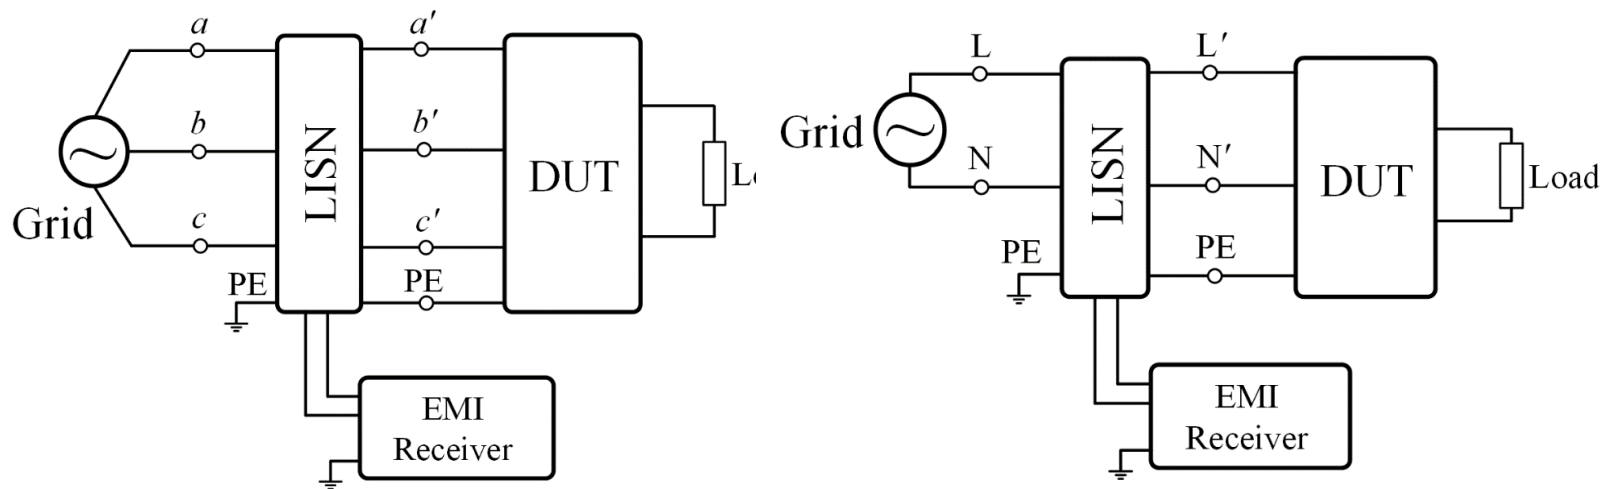 a
a′
b
b′
Grid
LISN
DUT
c
c′
PE
PE
EMI
Receiver
L
L′
Grid
N
N′
LISN
DUT
Load
PE
PE
EMI
Receiver